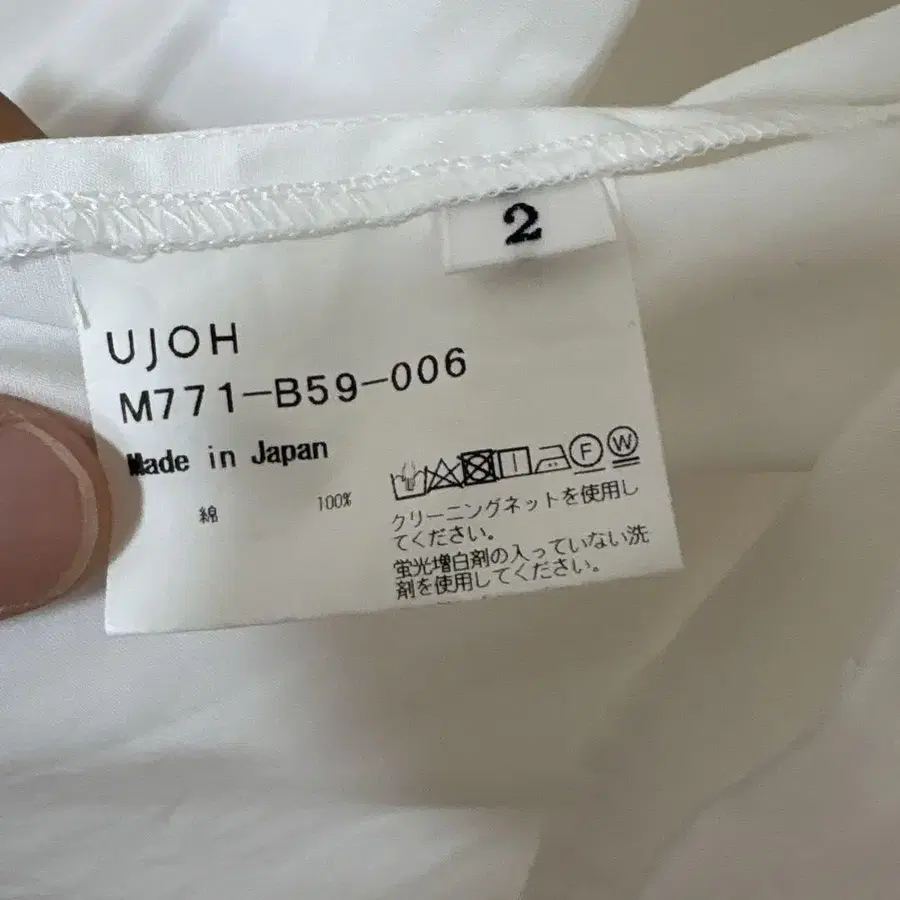 2
UJOH
M771-B59-006
Made in Japan
綿 100%
F W
クリーニングネットを使用し
てください。
蛍光増白剤の入っていない洗
剤を使用してください。